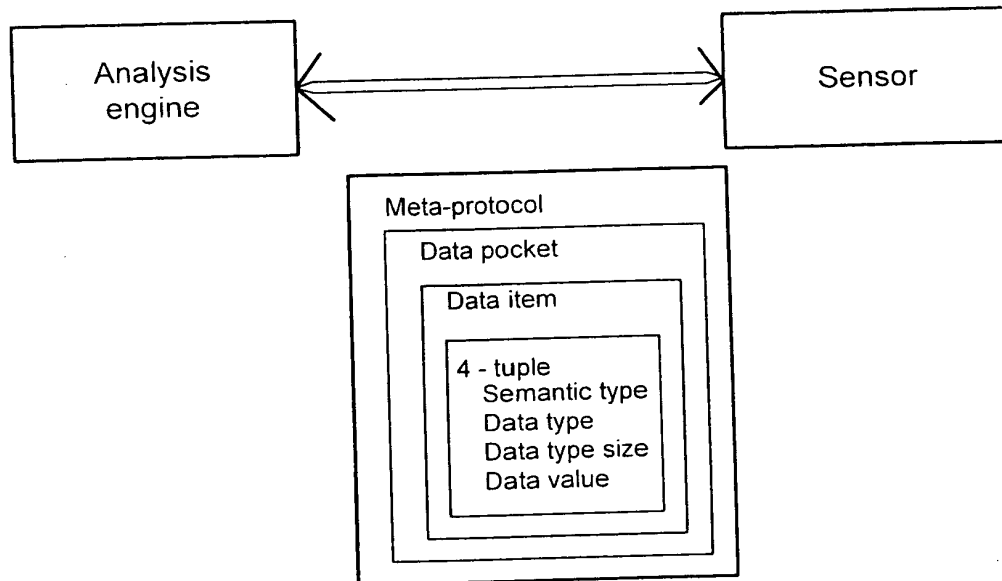 Analysis
engine
Sensor
Meta-protocol
Data pocket
Data item
4 - tuple
Semantic type
Data type
Data type size
Data value